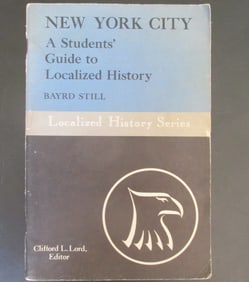 NEW YORK CITY
A Students'
Guide to
Localized History
BAYRD STILL
Localized History Series
Clifford L. Lord,
Editor